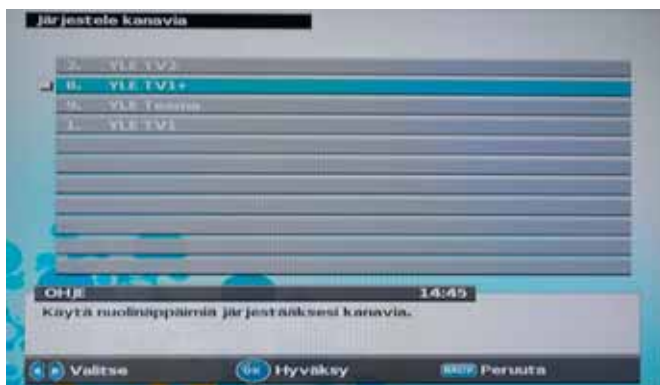 Järjestele kanavia
2. YLE TV2
8. YLE TV1+
9. YLE Teema
1. YLE TV1
OHJE 14:45
Käytä nuolinäppäimiä järjestääksesi kanavia.
Valitse OK Hyväksy BACK Peruuta